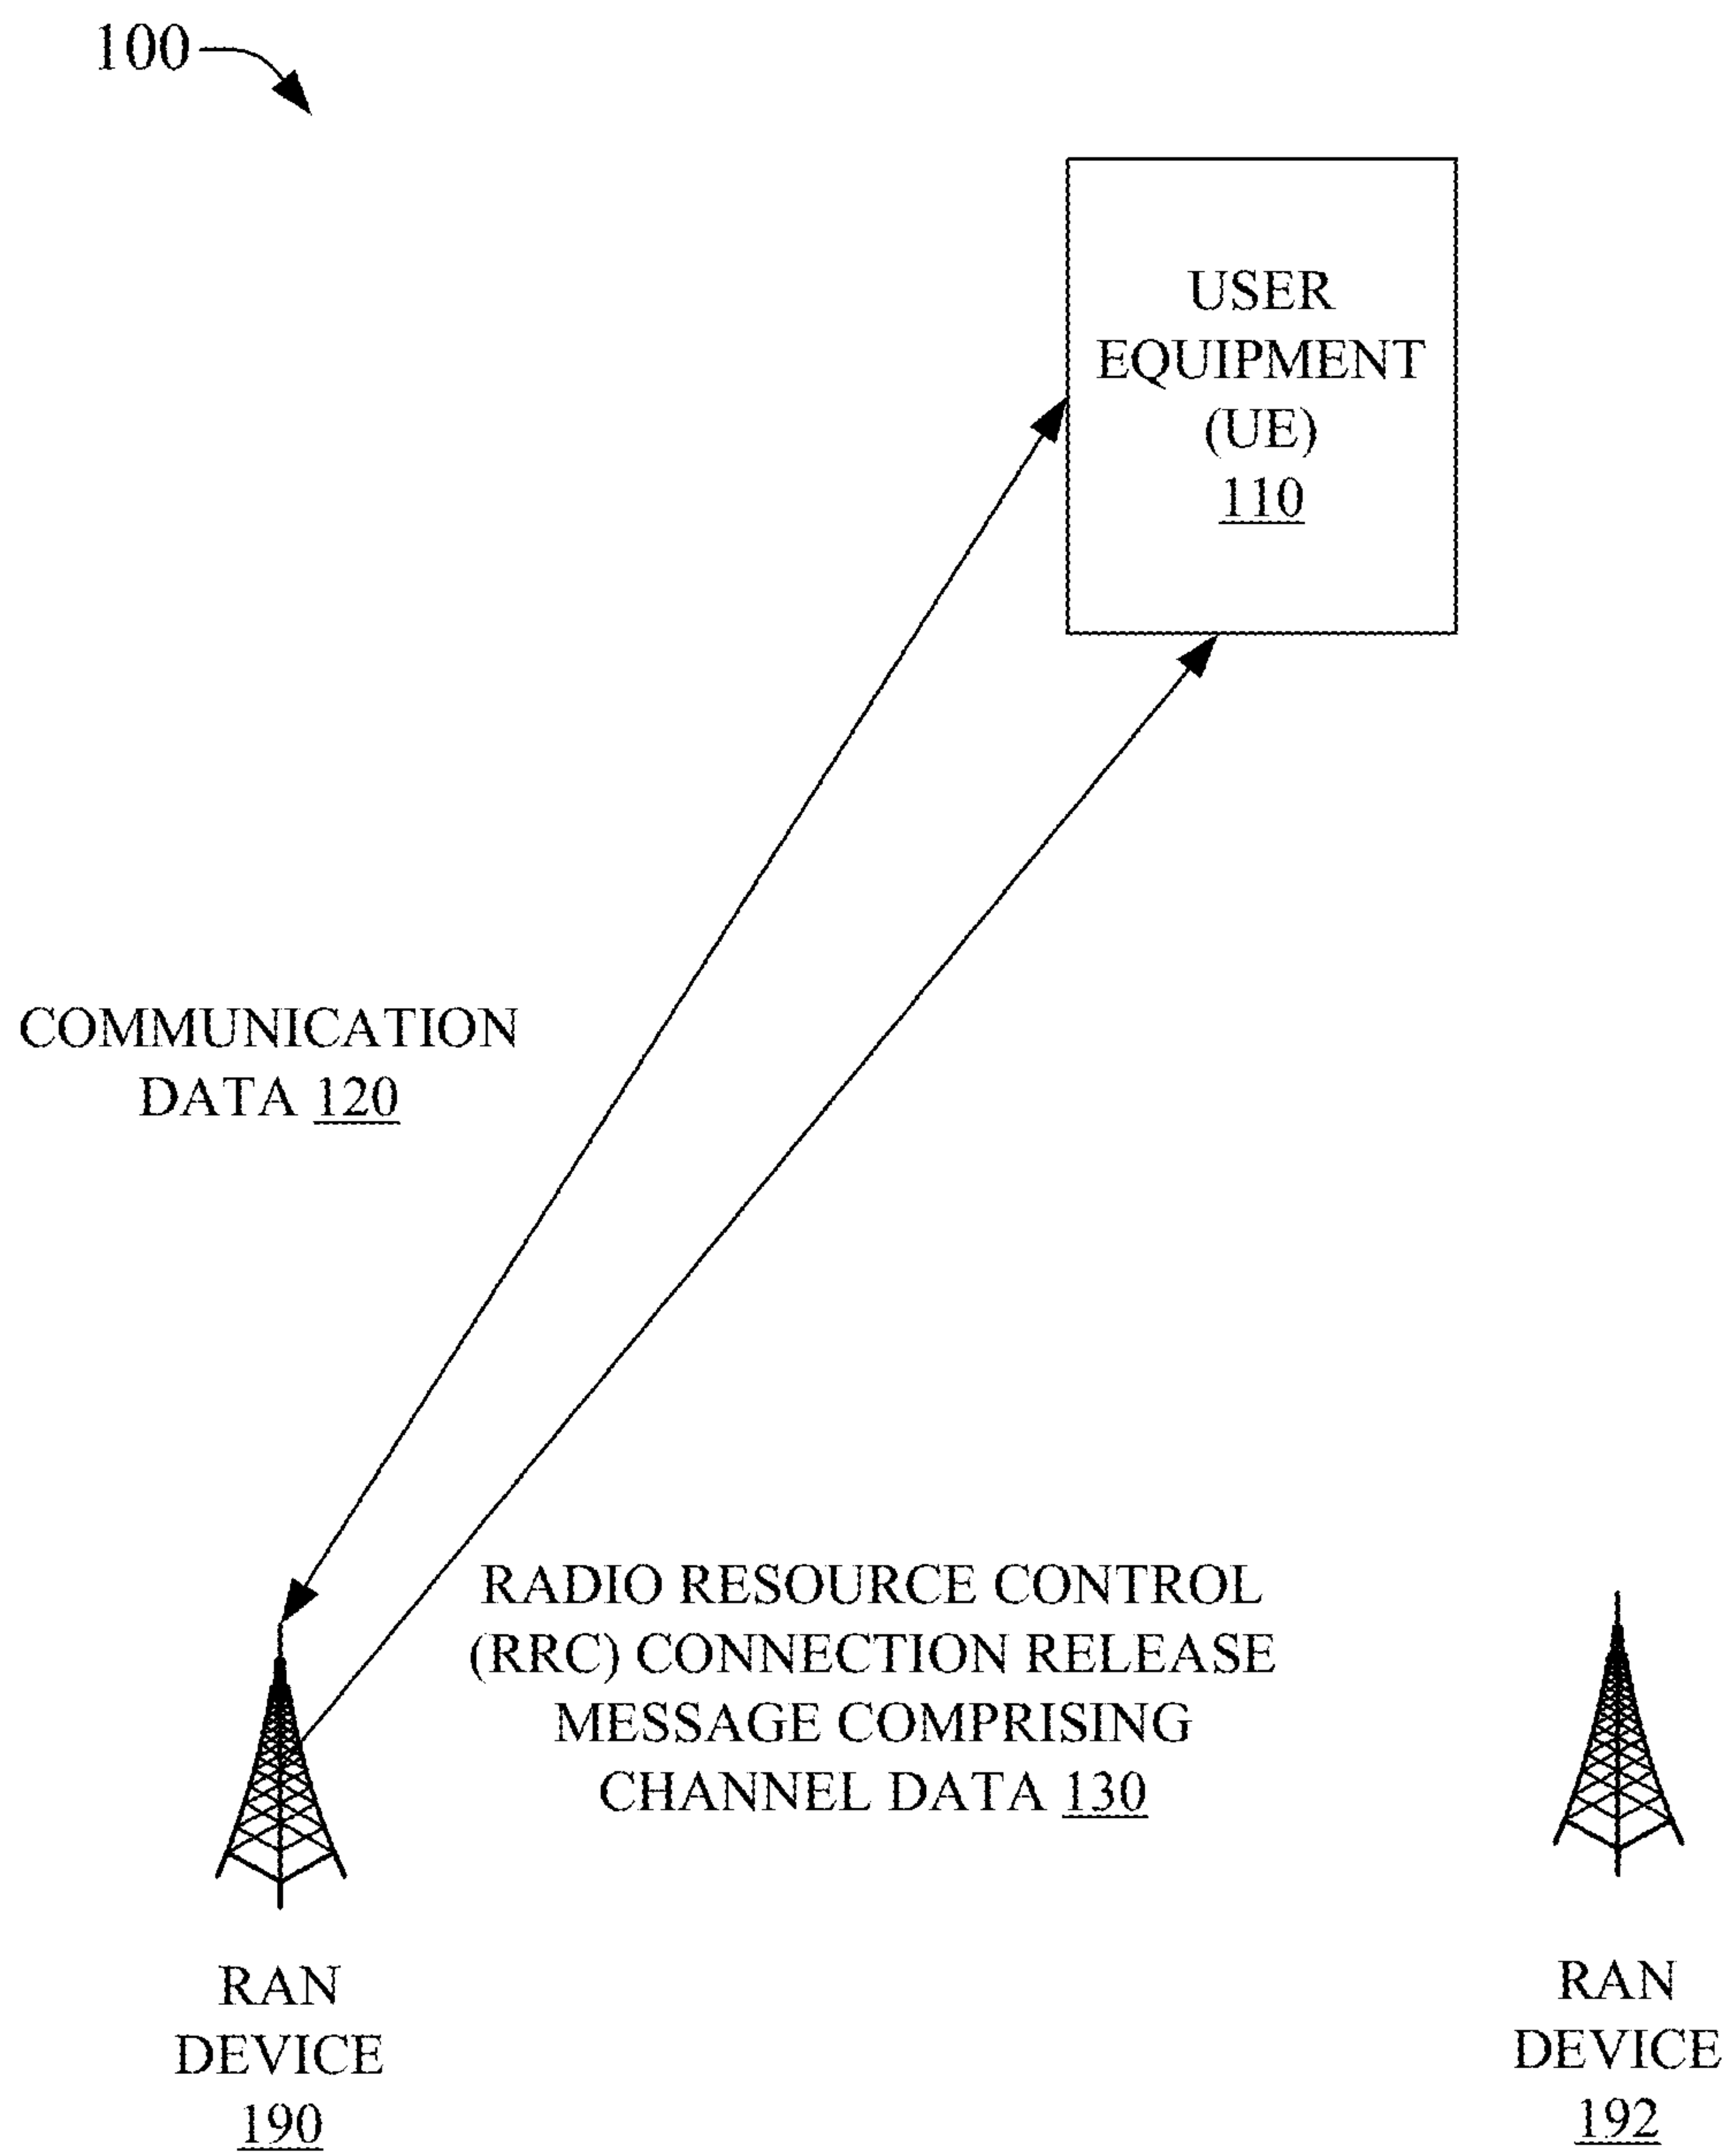 100
USER
EQUIPMENT
(UE)
110
COMMUNICATION
DATA 120
RADIO RESOURCE CONTROL
(RRC) CONNECTION RELEASE
MESSAGE COMPRISING
CHANNEL DATA 130
RAN
DEVICE
190
RAN
DEVICE
192